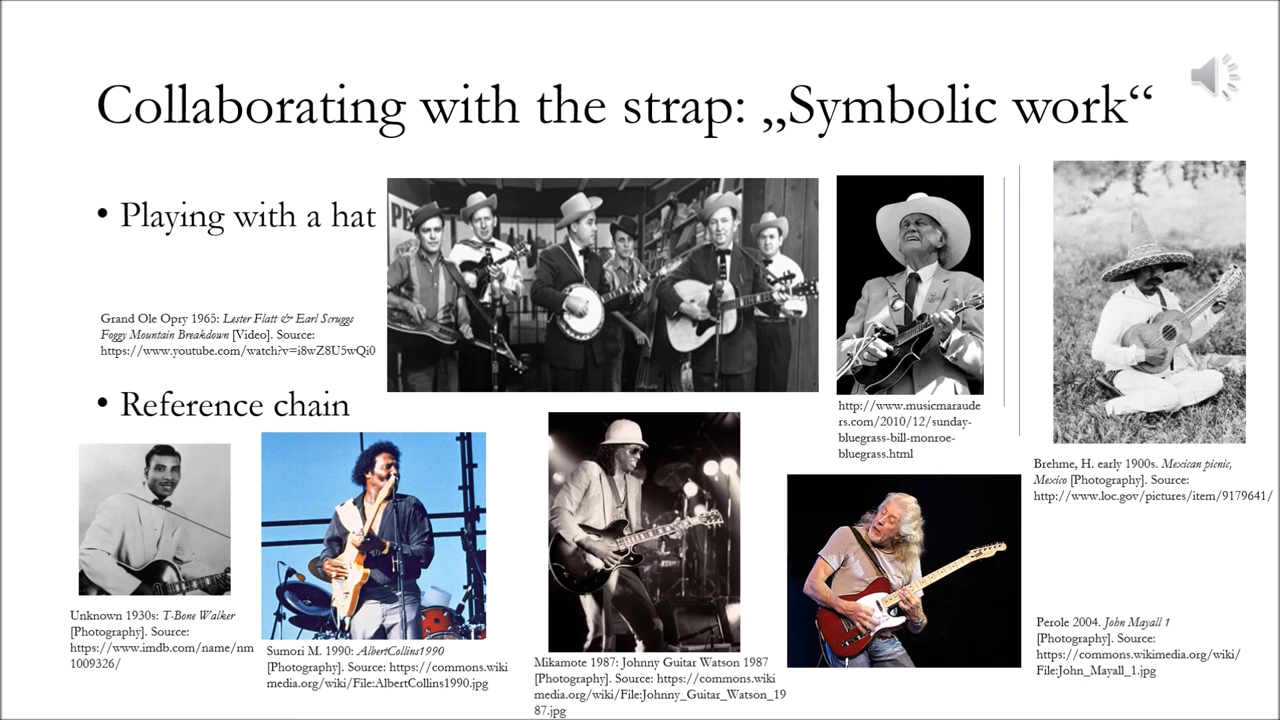 Collaborating with the strap: „Symbolic work“
• Playing with a hat
Grand Ole Opry 1965: Lester Flatt & Earl Scruggs
Foggy Mountain Breakdown [Video]. Source:
https://www.youtube.com/watch?v=i8wZ8U5wQi0
• Reference chain
http://www.musicmaraude
rs.com/2010/12/sunday-
bluegrass-bill-monroe-
bluegrass.html
Brehme, H. early 1900s. Mexican picnic,
Mexico [Photography]. Source:
http://www.loc.gov/pictures/item/9179641/
Unknown 1930s: T-Bone Walker
[Photography]. Source:
https://www.imdb.com/name/nm
1009326/
Sumori M. 1990: AlbertCollins1990
[Photography]. Source: https://commons.wiki
media.org/wiki/File:AlbertCollins1990.jpg
Mikamote 1987: Johnny Guitar Watson 1987
[Photography]. Source: https://commons.wiki
media.org/wiki/File:Johnny_Guitar_Watson_19
87.jpg
Perole 2004. John Mayall 1
[Photography]. Source:
https://commons.wikimedia.org/wiki/
File:John_Mayall_1.jpg